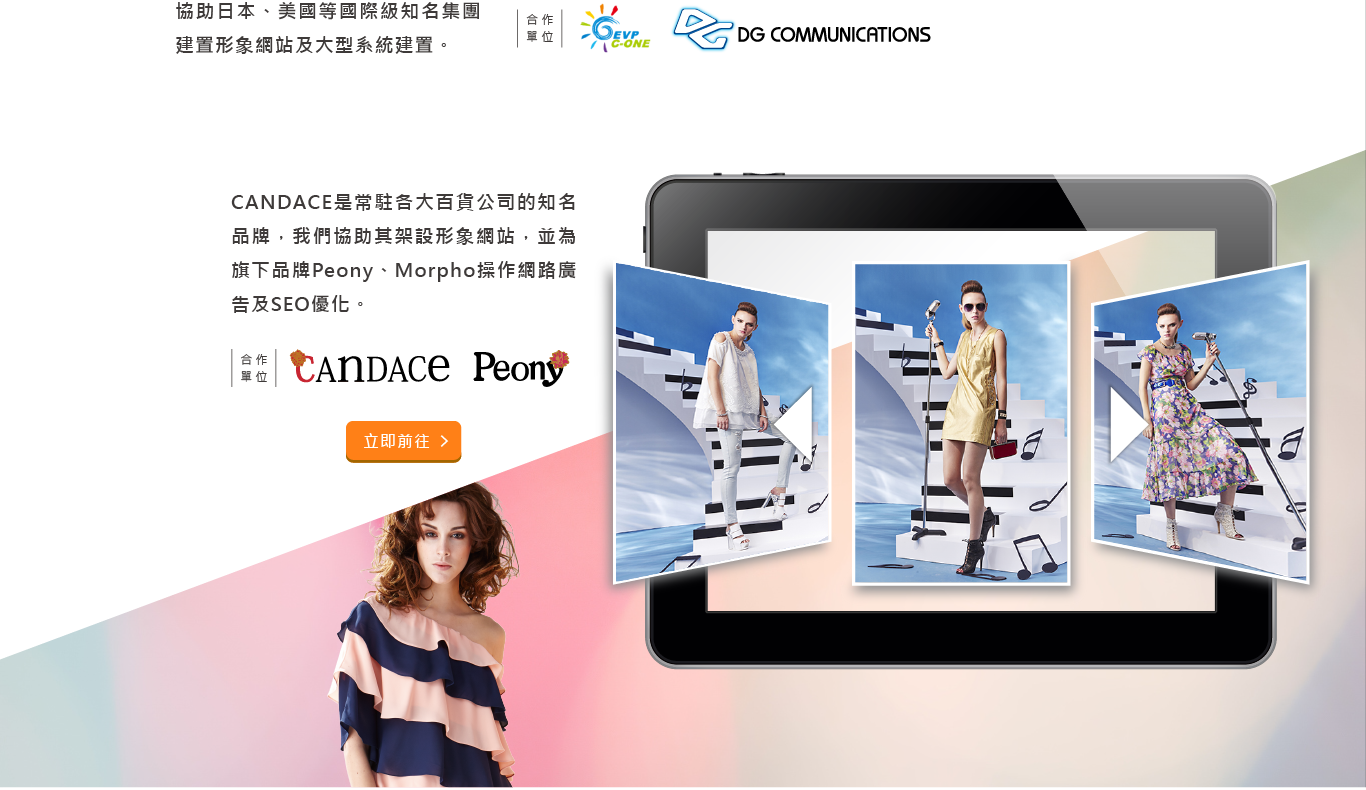 協助日本、美國等國際級知名集團
建置形象網站及大型系統建置。
合作
單位
EVP
C-ONE
DG COMMUNICATIONS
CANDACE是常駐各大百貨公司的知名
品牌，我們協助其架設形象網站，並為
旗下品牌Peony、Morpho操作網路廣
告及SEO優化。
合作
單位
CANDACE
Peony
立即前往 >